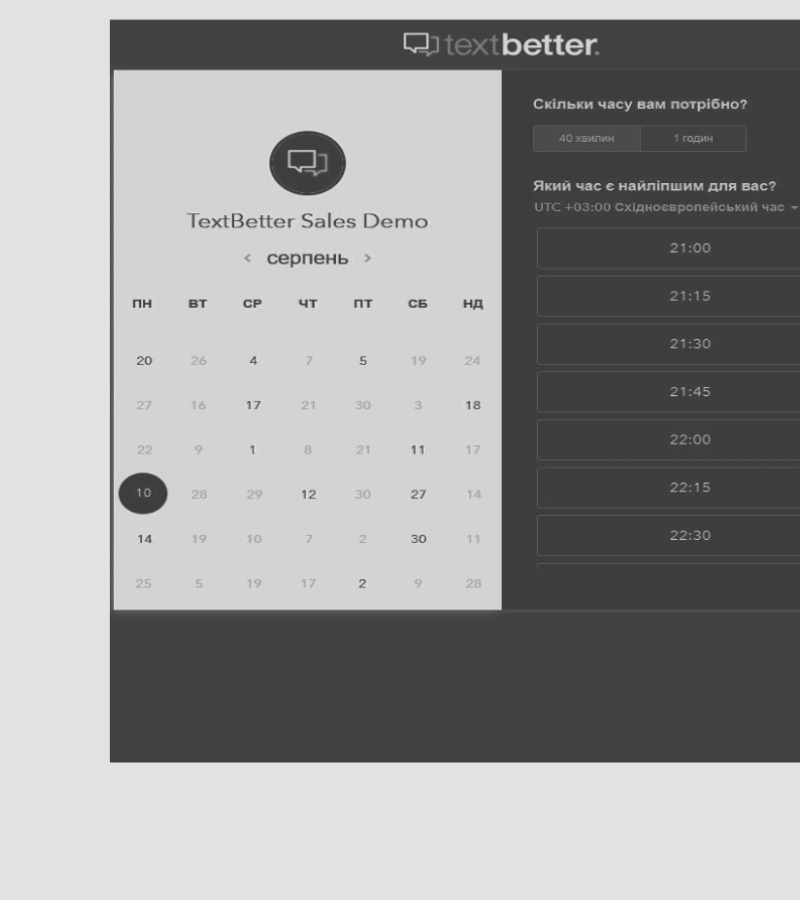 textbetter.
TextBetter Sales Demo
< серпень >
ПН ВТ СР ЧТ ПТ СБ НД
20 26 4 7 5 19 24
27 16 17 21 30 3 18
22 9 1 8 21 11 17
10 28 29 12 30 27 14
14 19 10 7 2 30 11
25 5 19 17 2 9 28
Скільки часу вам потрібно?
40 хвилин 1 годин
Який час є найліпшим для вас?
UTC +03:00 Східноєвропейський час
21:00
21:15
21:30
21:45
22:00
22:15
22:30